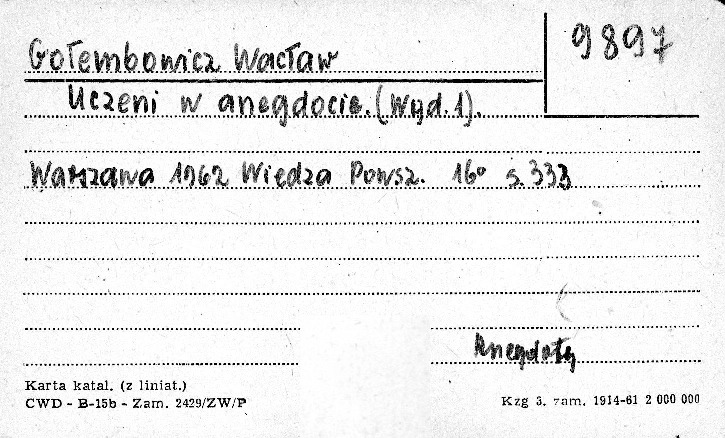 9897
Gołembowicz Wacław
Uczeni w anegdocie. (Wyd. 1).
Warszawa 1962 Wiedza Powsz. 16° s. 333
Anegdoty
Karta katal. (z liniat.)
CWD - B-15b - Zam. 2429/ZW/P
Kzg 3. zam. 1914-61 2 000 000